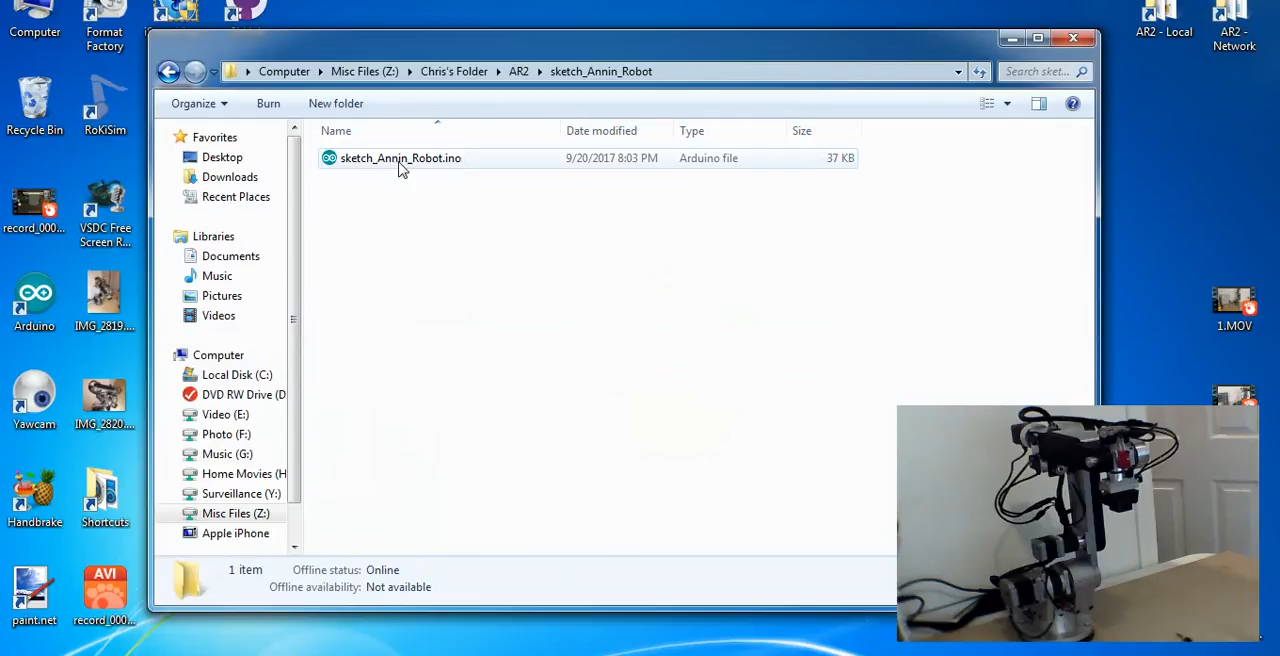 Computer
Format
Factory
AR2 - Local
AR2 -
Network
Computer
Misc Files (Z:)
Chris's Folder
AR2
sketch_Annin_Robot
Search sket...
Organize
Burn
New folder
Name
Date modified
Type
Size
sketch_Annin_Robot.ino
9/20/2017 8:03 PM
Arduino file
37 KB
Favorites
Desktop
Downloads
Recent Places
Libraries
Documents
Music
Pictures
Videos
Computer
Local Disk (C:)
DVD RW Drive (D
Video (E:)
Photo (F:)
Music (G:)
Home Movies (H
Surveillance (Y:)
Misc Files (Z:)
Apple iPhone
1 item
Offline status: Online
Offline availability: Not available
Recycle Bin
RoKiSim
record_000...
VSDC Free
Screen R...
Arduino
IMG_2819....
Yawcam
IMG_2820....
Handbrake
Shortcuts
paint.net
AVI
record_000...
1.MOV